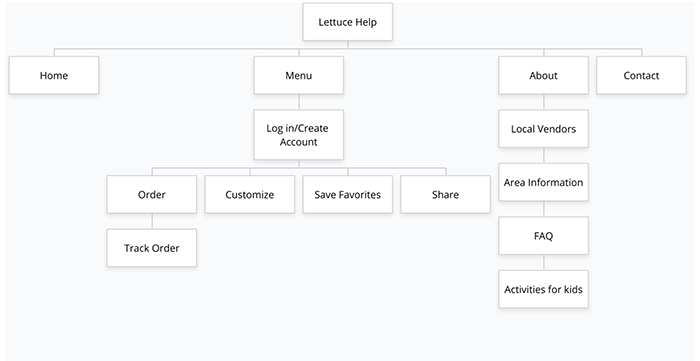 Lettuce Help
Home
Menu
About
Contact
Log in/Create
Account
Local Vendors
Order
Customize
Save Favorites
Share
Area Information
Track Order
FAQ
Activities for kids